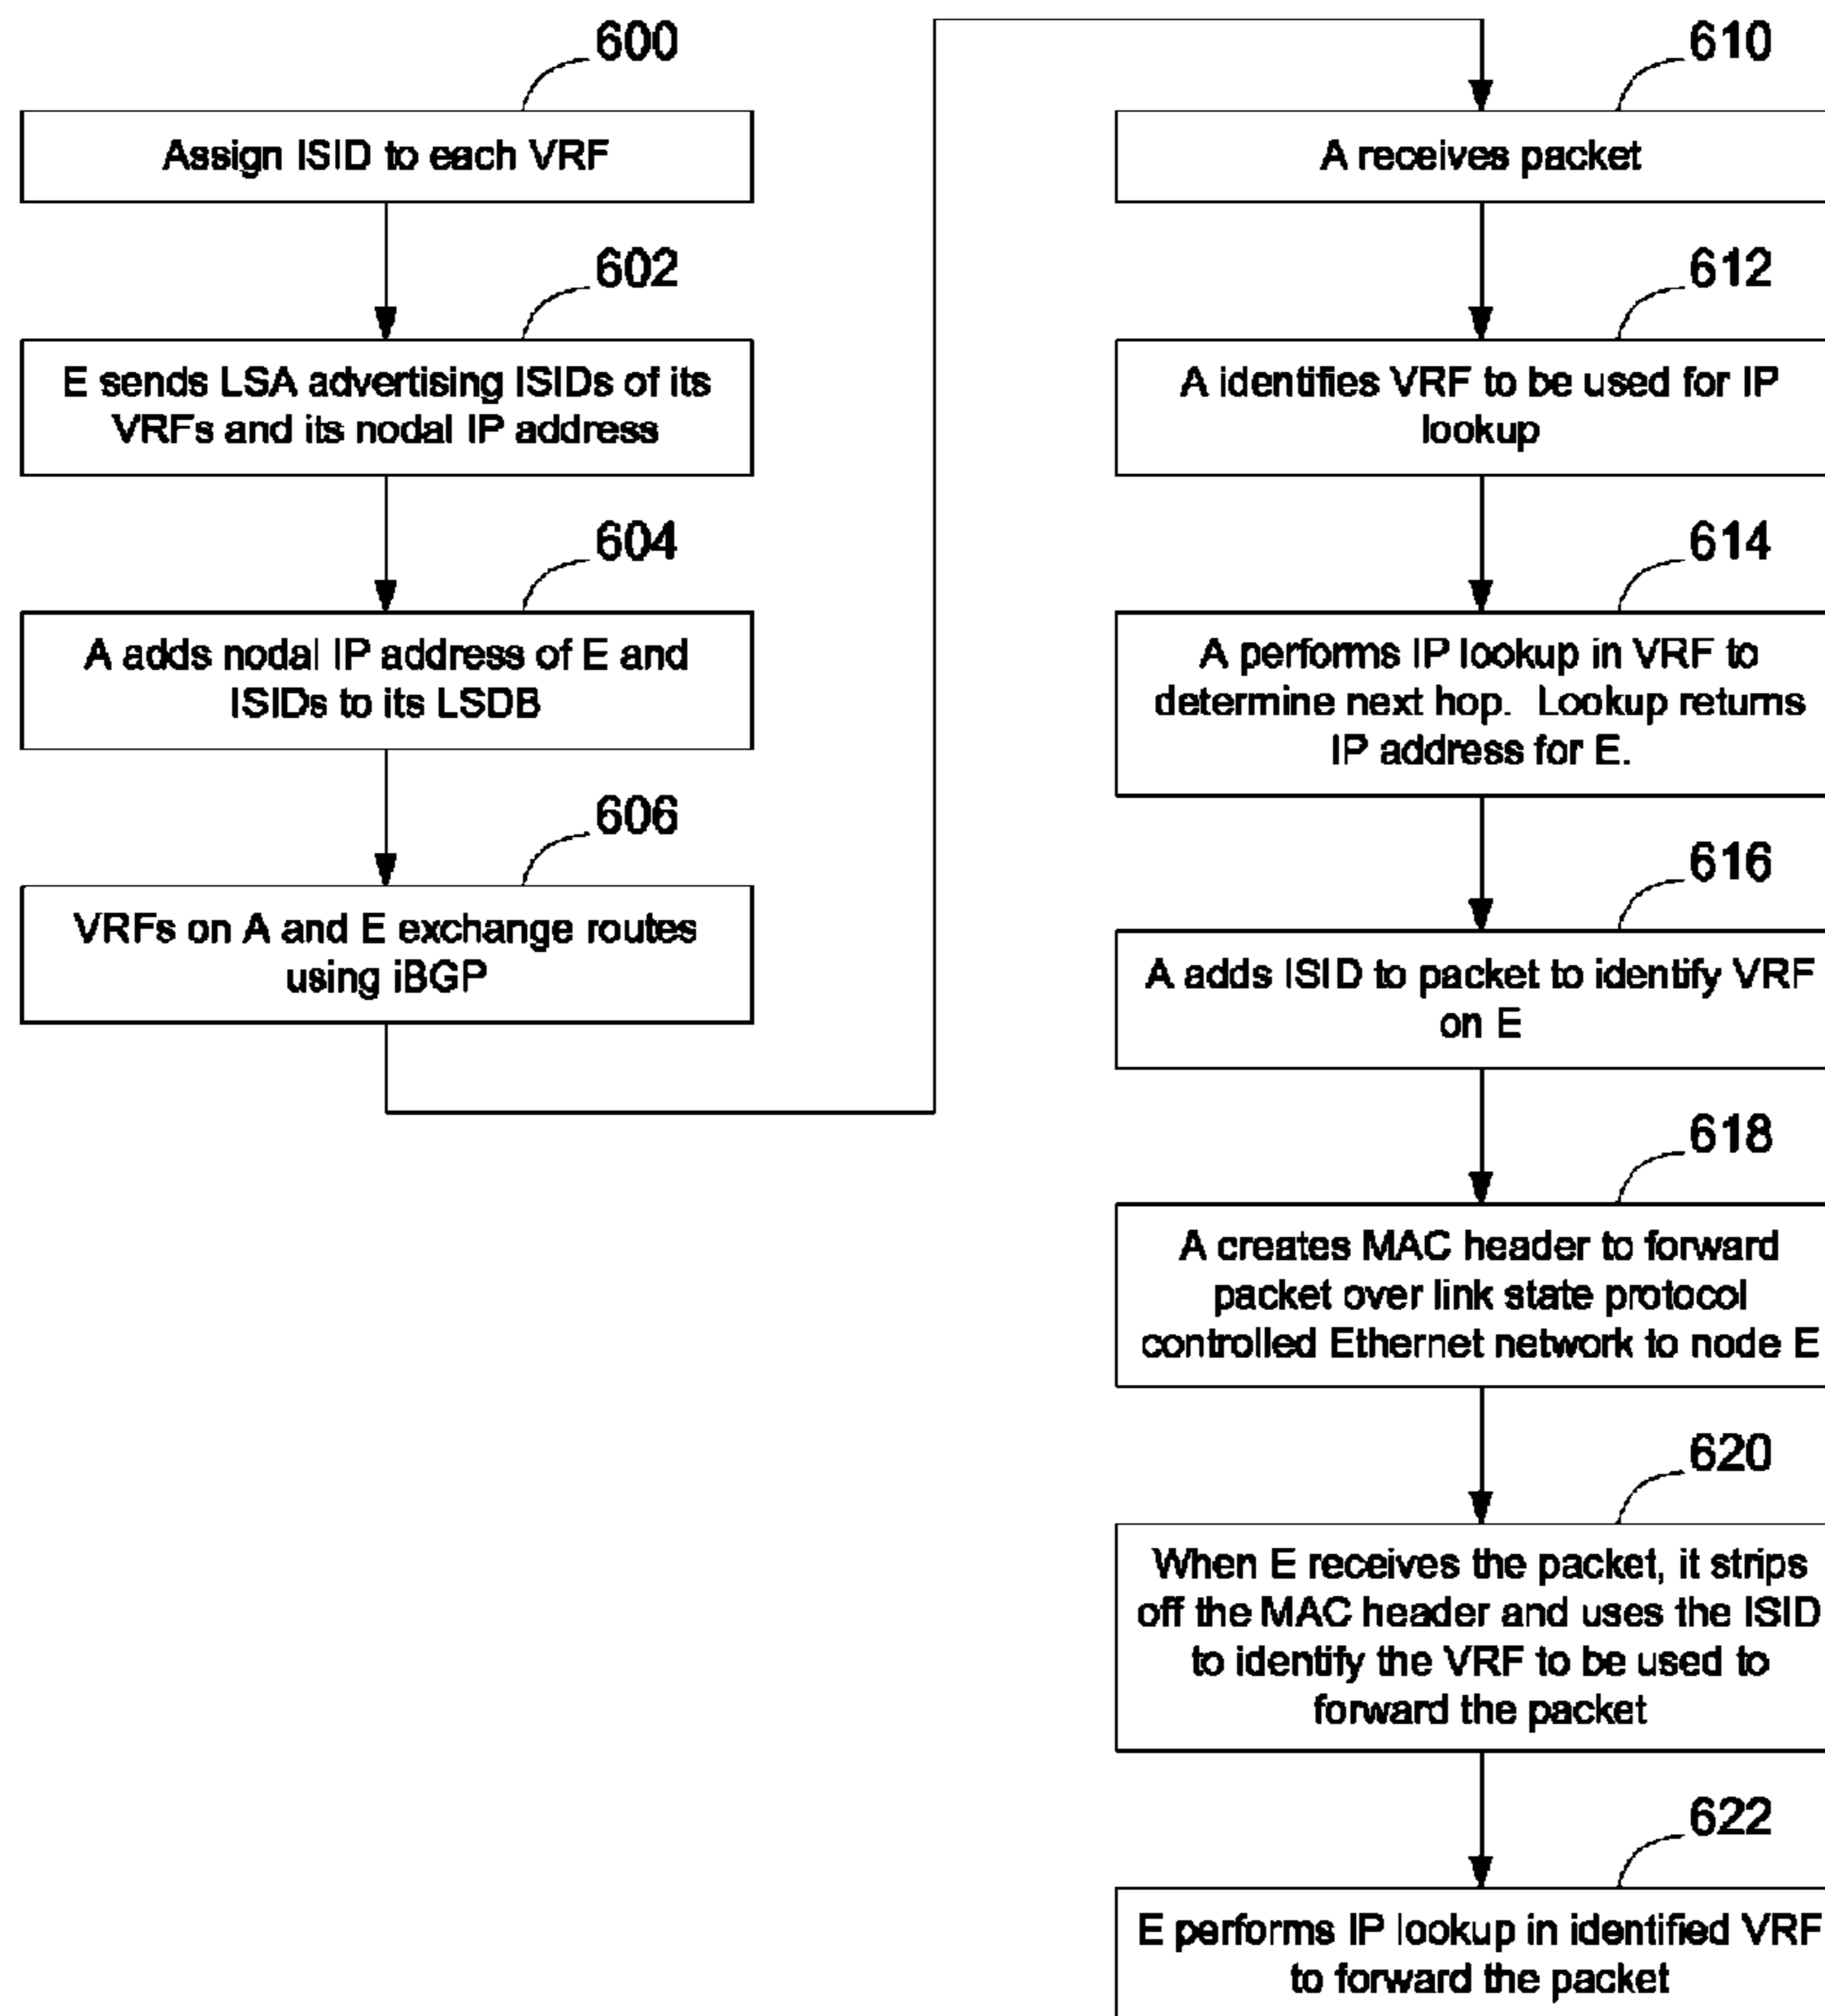 600
Assign ISID to each VRF
602
E sends LSA advertising ISIDs of its
VRFs and its nodal IP address
604
A adds nodal IP address of E and
ISIDs to its LSDB
606
VRFs on A and E exchange routes
using iBGP
610
A receives packet
612
A identifies VRF to be used for IP
lookup
614
A performs IP lookup in VRF to
determine next hop.  Lookup returns
IP address for E.
616
A adds ISID to packet to identify VRF
on E
618
A creates MAC header to forward
packet over link state protocol
controlled Ethernet network to node E
620
When E receives the packet, it strips
off the MAC header and uses the ISID
to identify the VRF to be used to
forward the packet
622
E performs IP lookup in identified VRF
to forward the packet